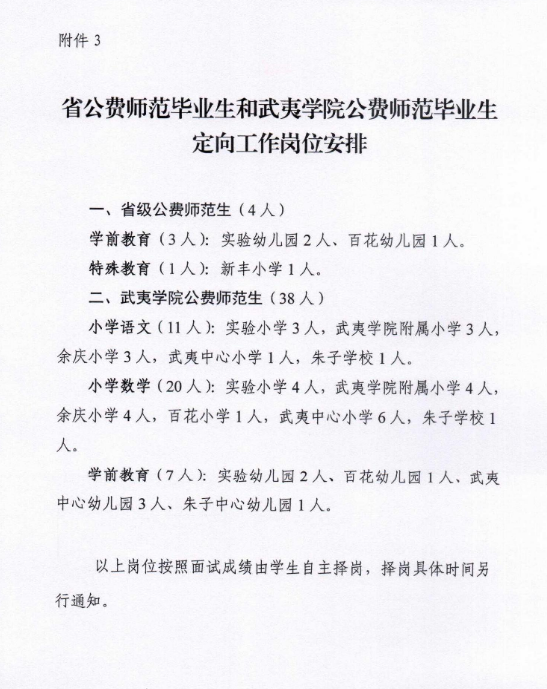 附件 3
省公费师范毕业生和武夷学院公费师范毕业生
定向工作岗位安排
一、省级公费师范生（4 人）
学前教育（3 人）：实验幼儿园 2 人、百花幼儿园 1 人。
特殊教育（1 人）：新丰小学 1 人。
二、武夷学院公费师范生（38 人）
小学语文（11 人）：实验小学 3 人，武夷学院附属小学 3 人，
余庆小学 3 人，武夷中心小学 1 人，朱子学校 1 人。
小学数学（20 人）：实验小学 4 人，武夷学院附属小学 4 人，
余庆小学 4 人，百花小学 1 人，武夷中心小学 6 人，朱子学校 1
人。
学前教育（7 人）：实验幼儿园 2 人、百花幼儿园 1 人、武夷
中心幼儿园 3 人、朱子中心幼儿园 1 人。
以上岗位按照面试成绩由学生自主择岗，择岗具体时间另
行通知。